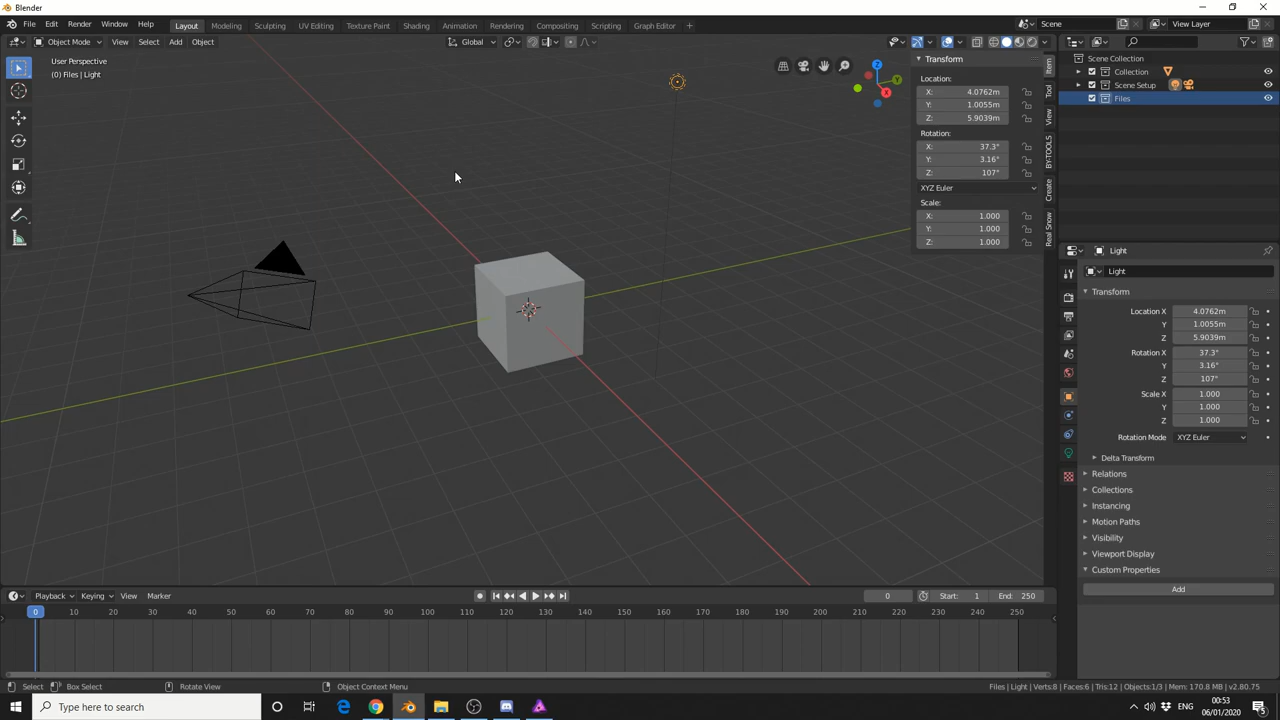 Blender
File Edit Render Window Help Layout Modeling Sculpting UV Editing Texture Paint Shading Animation Rendering Compositing Scripting Graph Editor + Scene View Layer
Object Mode View Select Add Object Global
User Perspective
(0) Files | Light
Transform
Location:
X: 4.0762m
Y: 1.0055m
Z: 5.9039m
Rotation:
X: 37.3°
Y: 3.16°
Z: 107°
XYZ Euler
Scale:
X: 1.000
Y: 1.000
Z: 1.000
Item
Tool
View
BY-TOOLS
Create
Real Snow
Z
Y
X
Scene Collection
Collection
Scene Setup
Files
Light
Light
Transform
Location X 4.0762m
Y 1.0055m
Z 5.9039m
Rotation X 37.3°
Y 3.16°
Z 107°
Scale X 1.000
Y 1.000
Z 1.000
Rotation Mode XYZ Euler
Delta Transform
Relations
Collections
Instancing
Motion Paths
Visibility
Viewport Display
Custom Properties
Add
Playback Keying View Marker 0 Start: 1 End: 250
0 10 20 30 40 50 60 70 80 90 100 110 120 130 140 150 160 170 180 190 200 210 220 230 240 250
Select Box Select Rotate View Object Context Menu Files | Light | Verts:8 | Faces:6 | Tris:12 | Objects:1/3 | Mem: 170.8 MB | v2.80.75
Type here to search
ENG
00:53
06/01/2020